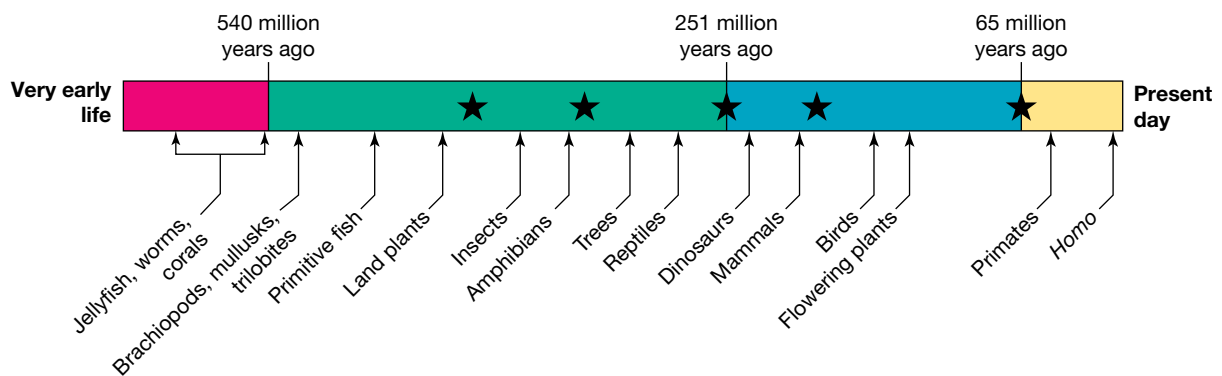 540 million
years ago
251 million
years ago
65 million
years ago
Very early
life
Present
day
Jellyfish, worms,
corals
Brachiopods, mullusks,
trilobites
Primitive fish
Land plants
Insects
Amphibians
Trees
Reptiles
Dinosaurs
Mammals
Birds
Flowering plants
Primates
Homo